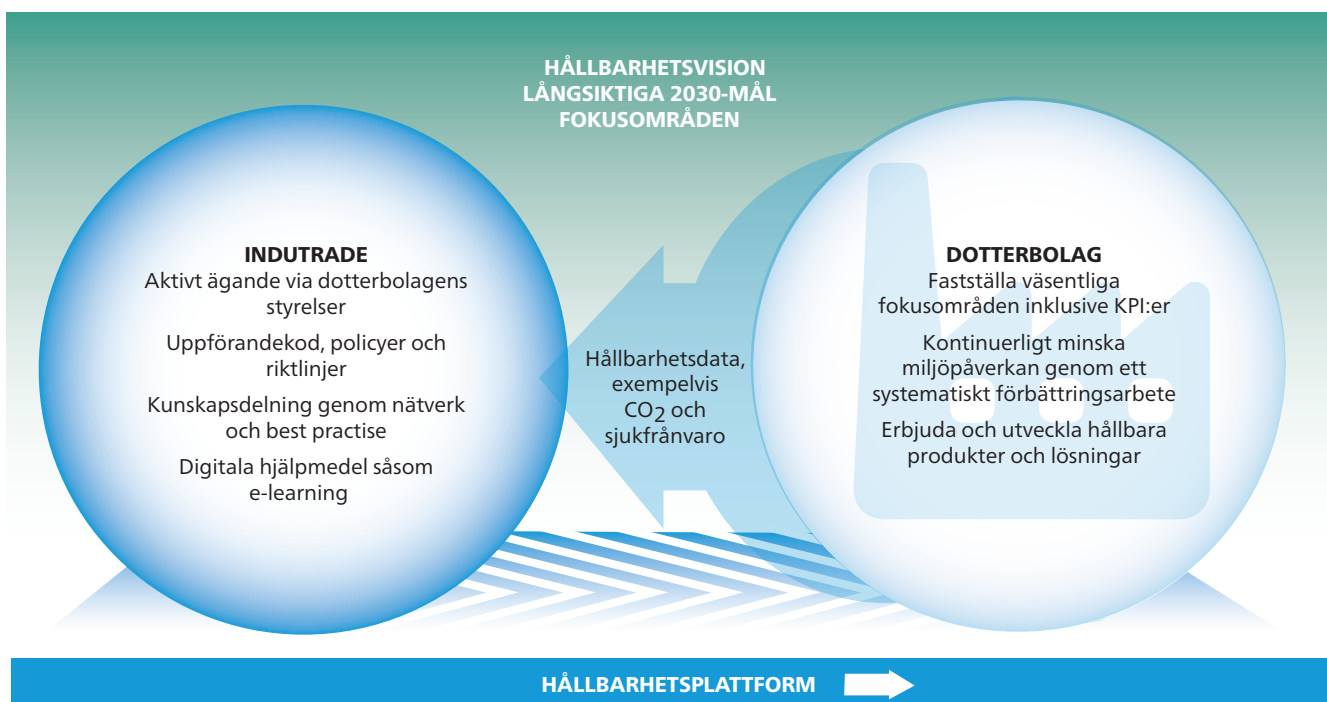 HÅLLBARHETSVISION
LÅNGSIKTIGA 2030-MÅL
FOKUSOMRÅDEN
INDUTRADE
Aktivt ägande via dotterbolagens
styrelser
Uppförandekod, policyer och
riktlinjer
Kunskapsdelning genom nätverk
och best practise
Digitala hjälpmedel såsom
e-learning
Hållbarhetsdata,
exempelvis
CO2 och
sjukfrånvaro
DOTTERBOLAG
Fastställa väsentliga
fokusområden inklusive KPI:er
Kontinuerligt minska
miljöpåverkan genom ett
systematiskt förbättringsarbete
Erbjuda och utveckla hållbara
produkter och lösningar
HÅLLBARHETSPLATTFORM